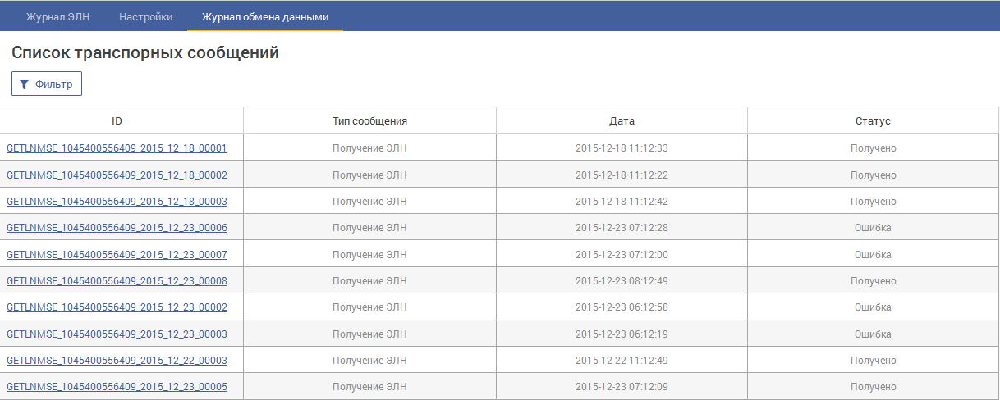 Журнал ЭЛН Настройки Журнал обмена данными
Список транспорных сообщений
Фильтр
ID Тип сообщения Дата Статус
GETLNMSE_1045400556409_2015_12_18_00001 Получение ЭЛН 2015-12-18 11:12:33 Получено
GETLNMSE_1045400556409_2015_12_18_00002 Получение ЭЛН 2015-12-18 11:12:22 Получено
GETLNMSE_1045400556409_2015_12_18_00003 Получение ЭЛН 2015-12-18 11:12:42 Получено
GETLNMSE_1045400556409_2015_12_23_00006 Получение ЭЛН 2015-12-23 07:12:28 Ошибка
GETLNMSE_1045400556409_2015_12_23_00007 Получение ЭЛН 2015-12-23 07:12:00 Ошибка
GETLNMSE_1045400556409_2015_12_23_00008 Получение ЭЛН 2015-12-23 08:12:49 Получено
GETLNMSE_1045400556409_2015_12_23_00002 Получение ЭЛН 2015-12-23 06:12:58 Ошибка
GETLNMSE_1045400556409_2015_12_23_00003 Получение ЭЛН 2015-12-23 06:12:19 Ошибка
GETLNMSE_1045400556409_2015_12_22_00003 Получение ЭЛН 2015-12-22 11:12:49 Получено
GETLNMSE_1045400556409_2015_12_23_00005 Получение ЭЛН 2015-12-23 07:12:09 Получено